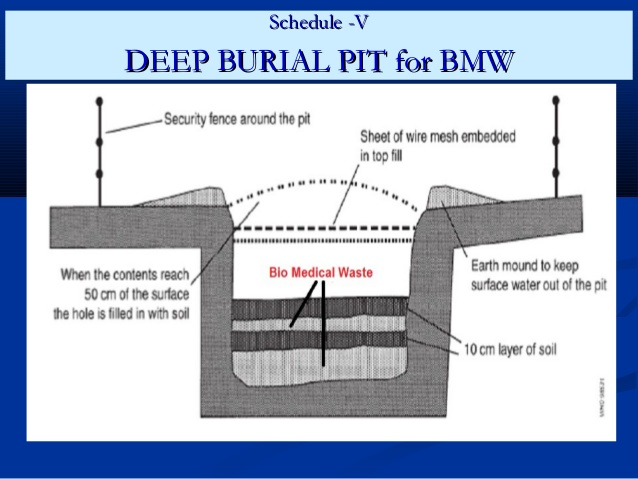 Schedule -V
DEEP BURIAL PIT for BMW
Security fence around the pit
Sheet of wire mesh embedded
in top fill
When the contents reach
50 cm of the surface
the hole is filled in with soil
Bio Medical Waste
Earth mound to keep
surface water out of the pit
10 cm layer of soil